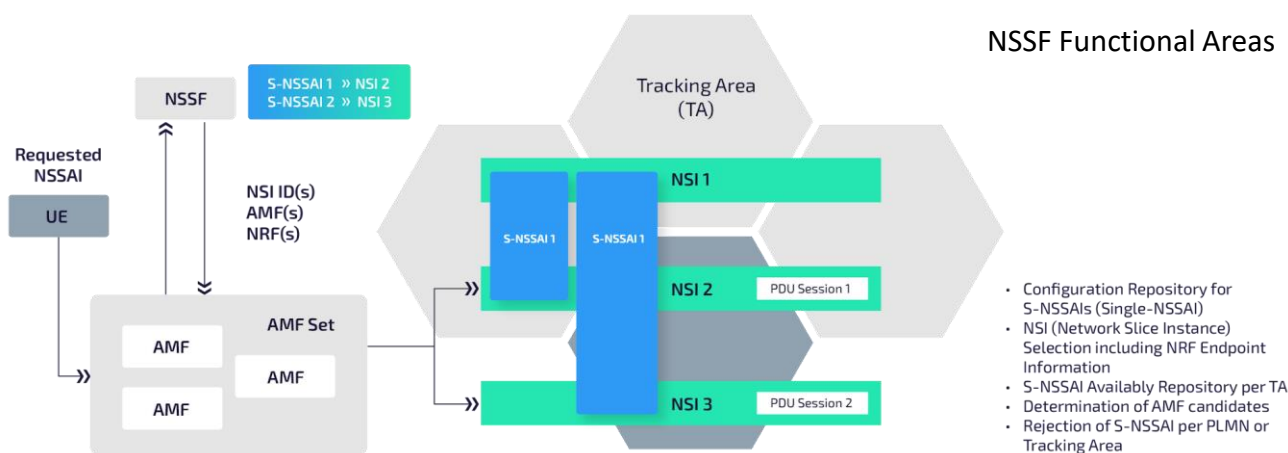 NSSF Functional Areas
S-NSSAI 1 » NSI 2
S-NSSAI 2 » NSI 3
NSSF
Tracking Area
(TA)
Requested
NSSAI
UE
NSI ID(s)
AMF(s)
NRF(s)
NSI 1
S-NSSAI 1
S-NSSAI 1
NSI 2
PDU Session 1
AMF Set
AMF
AMF
AMF
NSI 3
PDU Session 2
• Configuration Repository for
S-NSSAIs (Single-NSSAI)
• NSI (Network Slice Instance)
Selection including NRF Endpoint
Information
• S-NSSAI Availably Repository per TA
• Determination of AMF candidates
• Rejection of S-NSSAI per PLMN or
Tracking Area